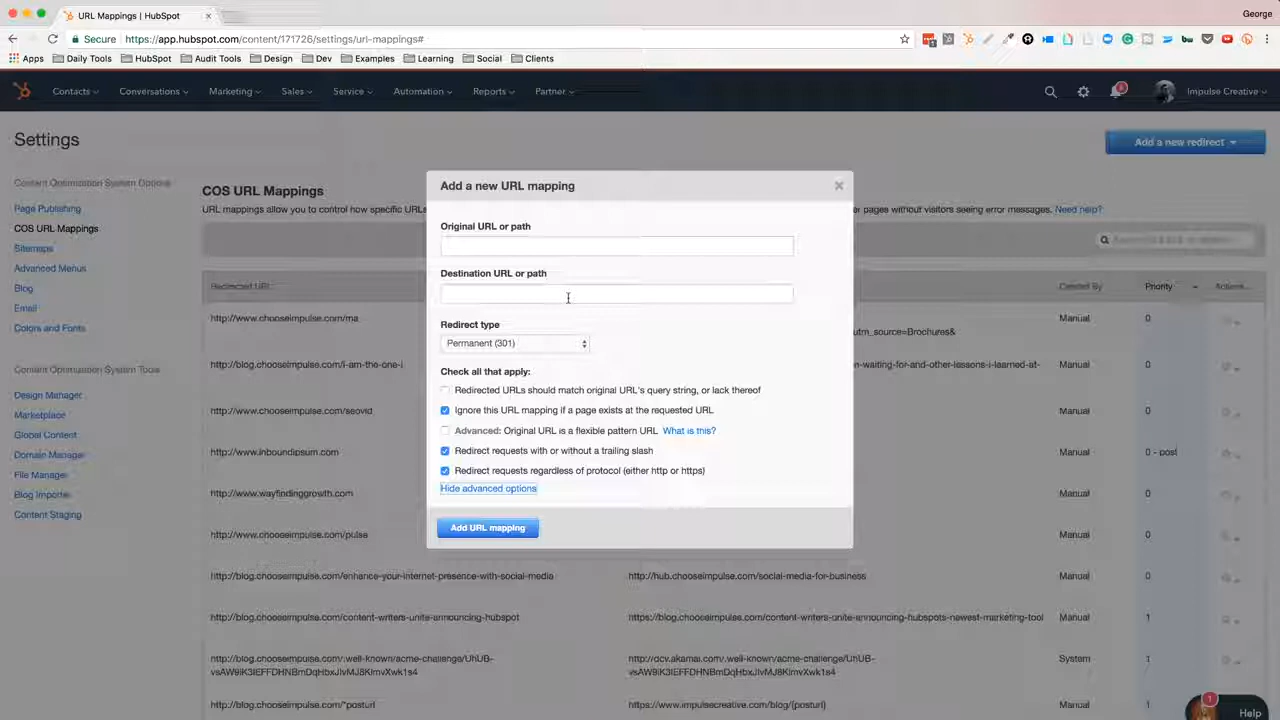 URL Mappings | HubSpot
George
Secure https://app.hubspot.com/content/171726/settings/url-mappings#
Apps Daily Tools HubSpot Audit Tools Design Dev Examples Learning Social Clients
Contacts Conversations Marketing Sales Service Automation Reports Partner Impulse Creative
Settings
Add a new redirect
Content Optimization System Options
Page Publishing
COS URL Mappings
Sitemaps
Advanced Menus
Blog
Email
Colors and Fonts
Content Optimization System Tools
Design Manager
Marketplace
Global Content
Domain Manager
File Manager
Blog Importer
Content Staging
COS URL Mappings
URL mappings allow you to control how specific URLs
er pages without visitors seeing error messages. Need help?
Redirected URL Created By Priority Actions
http://www.chooseimpulse.com/ma Manual 0
utm_source=Brochures&
http://blog.chooseimpulse.com/i-am-the-one-i -waiting-for-and-other-lessons-i-learned-at- Manual 0
http://www.chooseimpulse.com/seovid Manual 0
http://www.inboundipsum.com Manual 0 - post
http://www.wayfindinggrowth.com Manual 0
http://www.chooseimpulse.com/pulse Manual 0
http://blog.chooseimpulse.com/enhance-your-internet-presence-with-social-media http://hub.chooseimpulse.com/social-media-for-business Manual 0
http://blog.chooseimpulse.com/content-writers-unite-announcing-hubspot https://blog.chooseimpulse.com/content-writers-unite-announcing-hubspots-newest-marketing-tool Manual 1
http://blog.chooseimpulse.com/.well-known/acme-challenge/UhUB- http://dcv.akamai.com/.well-known/acme-challenge/UhUB- System 1
http://blog.chooseimpulse.com/*posturl https://www.impulsecreative.com/blog/{posturl} Manual 1
Add a new URL mapping
Original URL or path
Destination URL or path
Redirect type
Permanent (301)
Check all that apply:
Redirected URLs should match original URL's query string, or lack thereof
Ignore this URL mapping if a page exists at the requested URL
Advanced: Original URL is a flexible pattern URL What is this?
Redirect requests with or without a trailing slash
Redirect requests regardless of protocol (either http or https)
Hide advanced options
Add URL mapping
1
Help